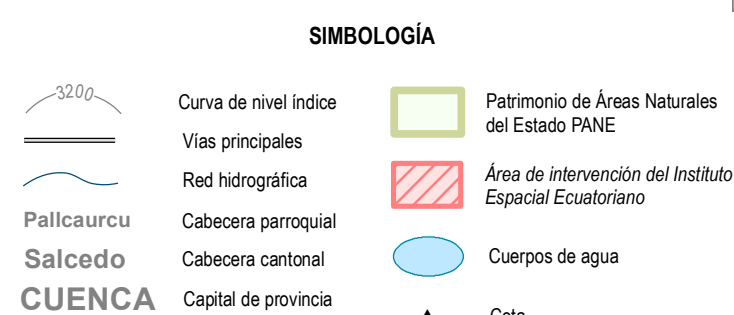 SIMBOLOGÍA
3200
Curva de nivel índice
Vías principales
Red hidrográfica
Pallcaurcu
Cabecera parroquial
Salcedo
Cabecera cantonal
CUENCA
Capital de provincia
Patrimonio de Áreas Naturales
del Estado PANE
Área de intervención del Instituto
Espacial Ecuatoriano
Cuerpos de agua
Cota